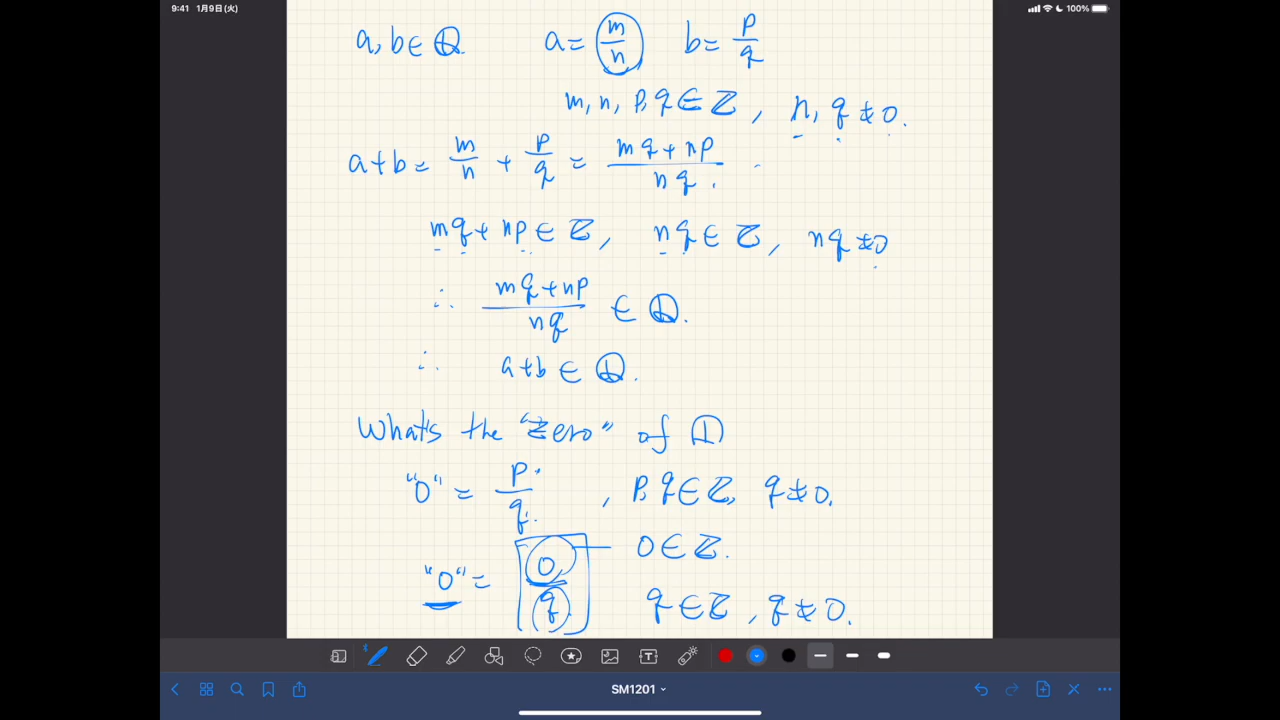 9:41 1月9日(火) 100%
a, b ∈ ℚ a = m/n b = p/q
m, n, p, q ∈ ℤ, n, q ≠ 0.
a+b = m/n + p/q = (mq+np)/(nq).
mq+np ∈ ℤ, nq ∈ ℤ, nq ≠ 0
∴ (mq+np)/(nq) ∈ ℚ.
∴ a+b ∈ ℚ.
What's the "zero" of ℚ
"0" = p/q, p, q ∈ ℤ, q ≠ 0.
"0" = 0/q 0 ∈ ℤ.
q ∈ ℤ, q ≠ 0.
SM1201